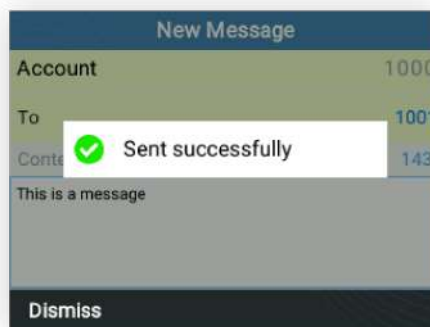 New Message
Account 1000
To 1001
Conte
Sent successfully
143
This is a message
Dismiss